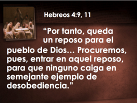 Hebreos 4:9, 11
"Por tanto, queda
un reposo para el
pueblo de Dios... Procuremos,
pues, entrar en aquel reposo,
para que ninguno caiga en
semejante ejemplo de
desobediencia."